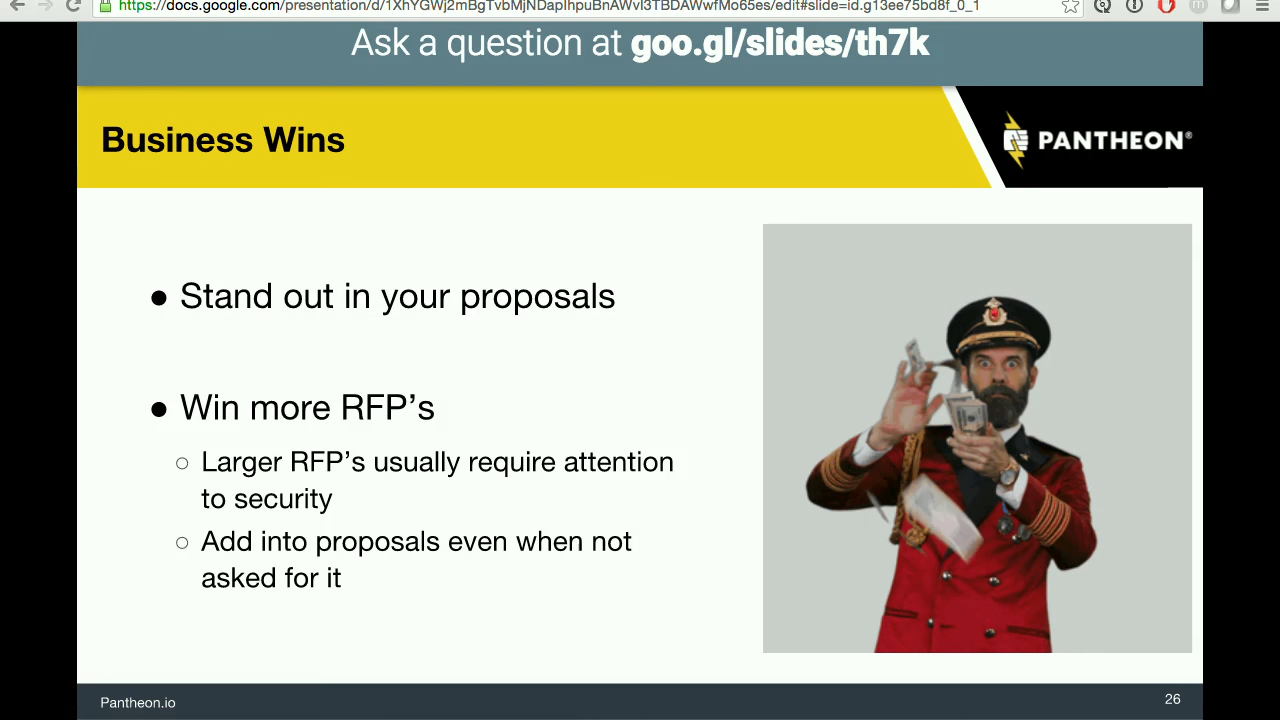 https://docs.google.com/presentation/d/1XhYGWj2mBgTvbMjNDapIhpuBnAWvl3TBDAWwfMo65es/edit#slide=id.g13ee75bd8f_0_1
Ask a question at goo.gl/slides/th7k
Business Wins
PANTHEON®
● Stand out in your proposals
● Win more RFP's
○ Larger RFP's usually require attention
to security
○ Add into proposals even when not
asked for it
Pantheon.io
26